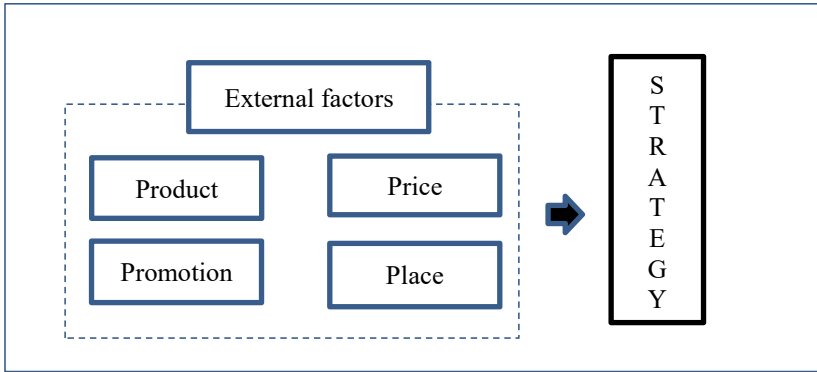 External factors
Product
Price
Promotion
Place
S
T
R
A
T
E
G
Y